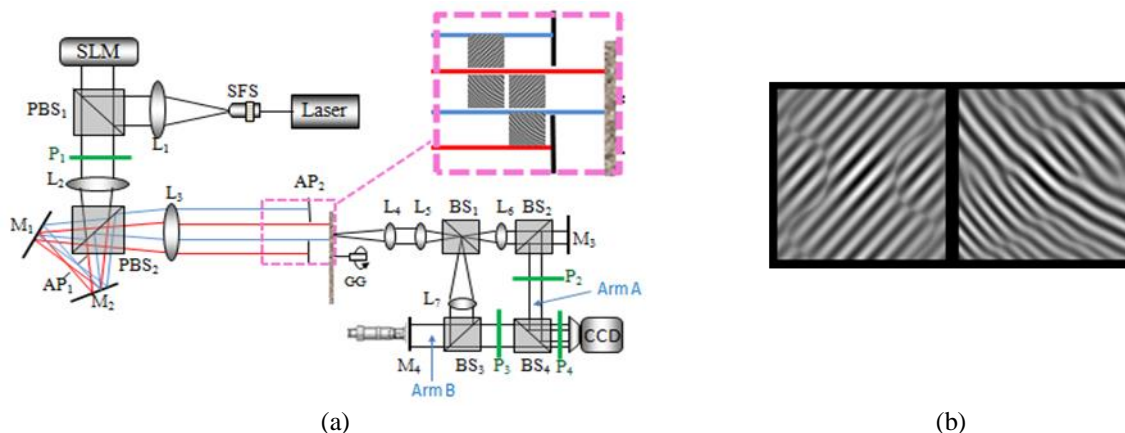 SLM
SFS
PBS₁
Laser
L₁
P₁
L₂
L₃
AP₂
M₁
PBS₂
AP₁
M₂
GG
L₄ L₅ BS₁ L₆ BS₂
M₃
P₂
Arm A
L₇
CCD
M₄ BS₃ P₃ BS₄ P₄
Arm B
(a) (b)